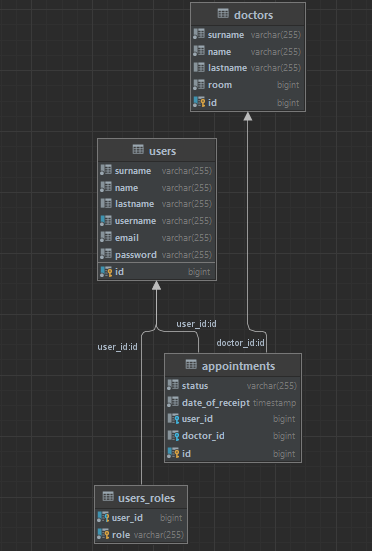 doctors
surname varchar(255)
name varchar(255)
lastname varchar(255)
room bigint
id bigint
users
surname varchar(255)
name varchar(255)
lastname varchar(255)
username varchar(255)
email varchar(255)
password varchar(255)
id bigint
user_id:id
user_id:id
doctor_id:id
appointments
status varchar(255)
date_of_receipt timestamp
user_id bigint
doctor_id bigint
id bigint
users_roles
user_id bigint
role varchar(255)